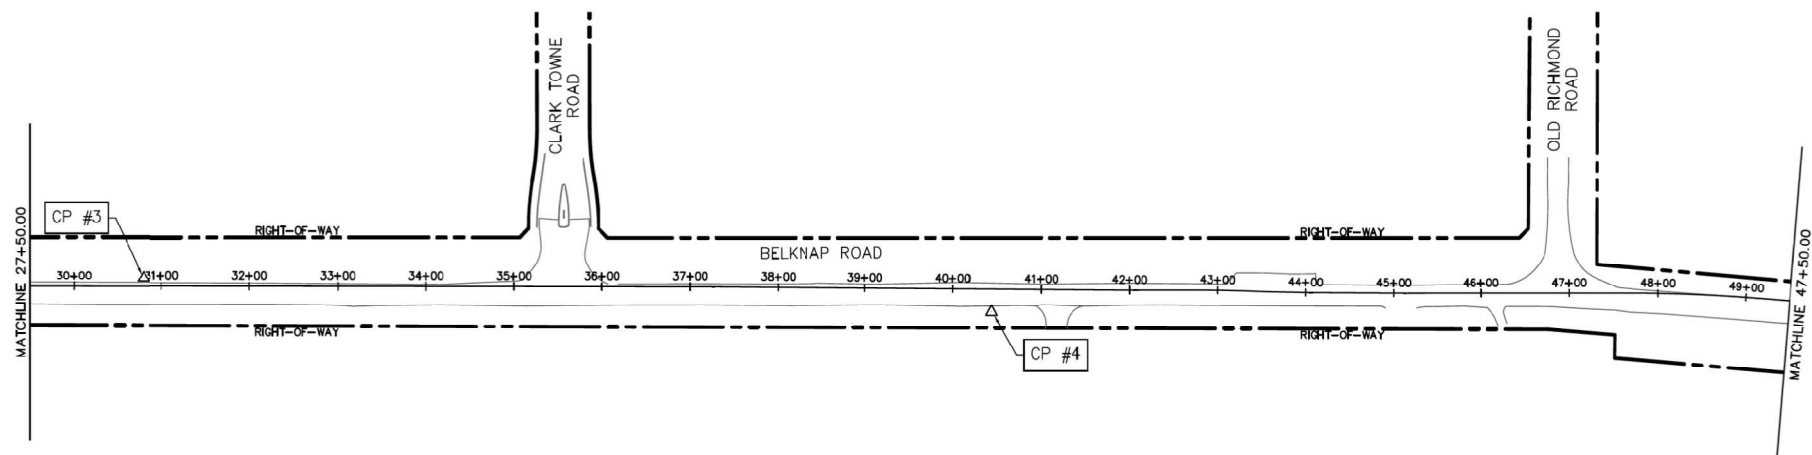 CLARK TOWNE
ROAD
OLD RICHMOND
ROAD
CP #3
RIGHT-OF-WAY
RIGHT-OF-WAY
BELKNAP ROAD
MATCHLINE 27+50.00
30+00 31+00 32+00 33+00 34+00 35+00 36+00 37+00 38+00 39+00 40+00 41+00 42+00 43+00 44+00 45+00 46+00 47+00 48+00 49+00
MATCHLINE 47+50.00
RIGHT-OF-WAY
RIGHT-OF-WAY
CP #4